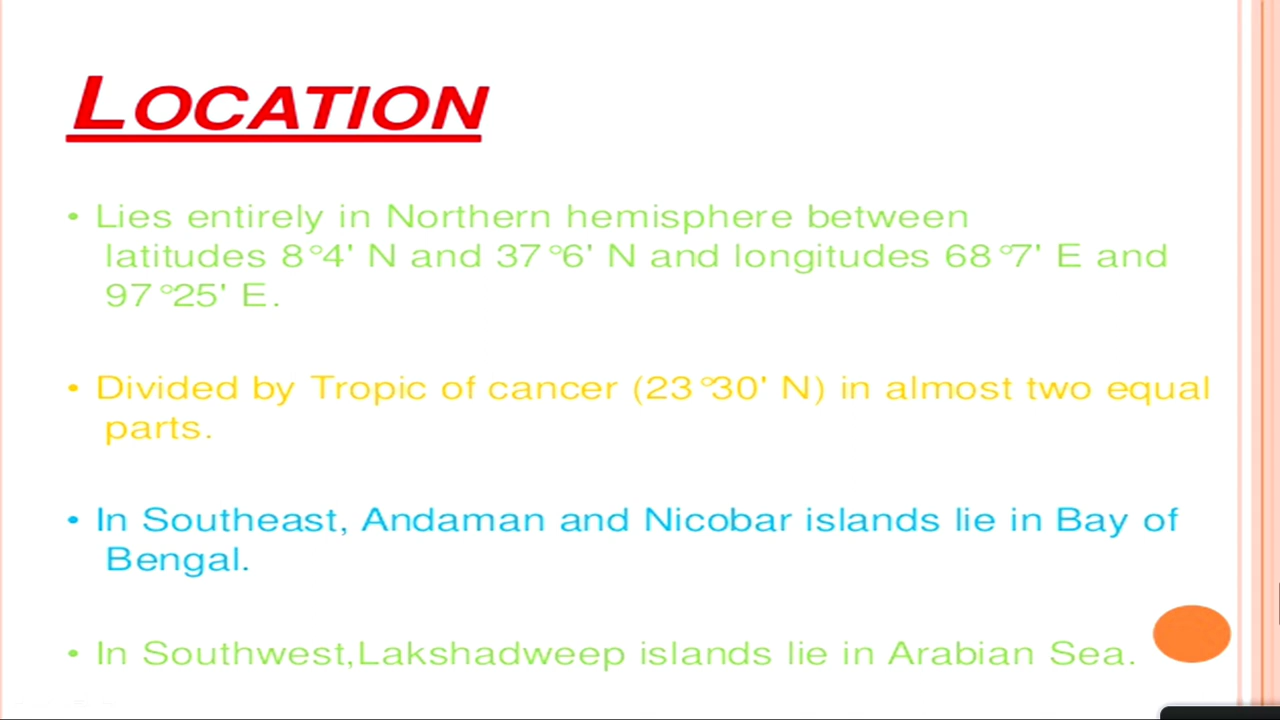 LOCATION
• Lies entirely in Northern hemisphere between
latitudes 8°4' N and 37°6' N and longitudes 68°7' E and
97°25' E.
• Divided by Tropic of cancer (23°30' N) in almost two equal
parts.
• In Southeast, Andaman and Nicobar islands lie in Bay of
Bengal.
• In Southwest,Lakshadweep islands lie in Arabian Sea.